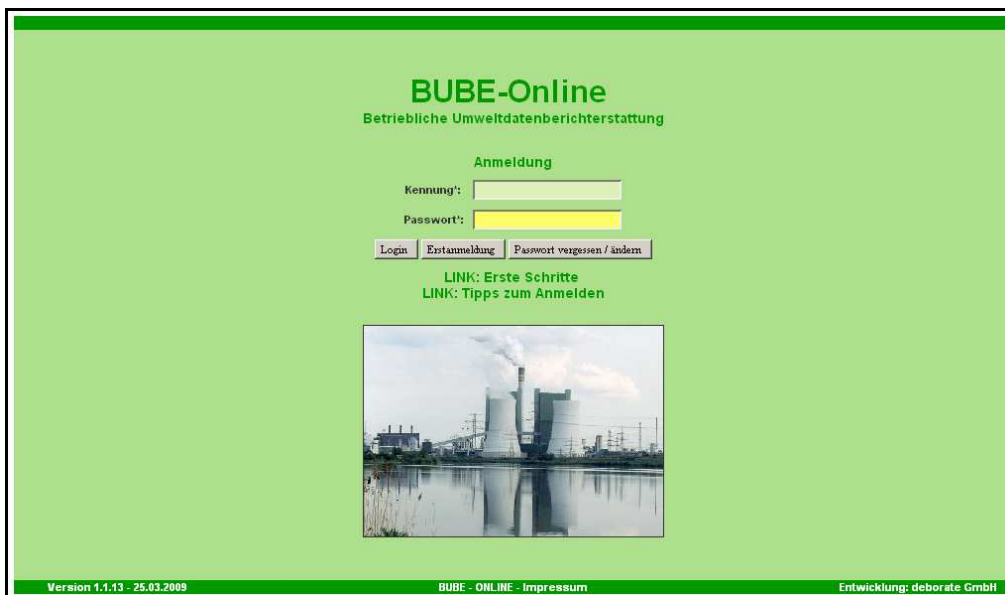 BUBE-Online
Betriebliche Umweltdatenberichterstattung
Anmeldung
Kennung*:
Passwort*:
Login Erstanmeldung Passwort vergessen / ändern
LINK: Erste Schritte
LINK: Tipps zum Anmelden
Version 1.1.13 - 25.03.2009 BUBE - ONLINE - Impressum Entwicklung: deborate GmbH